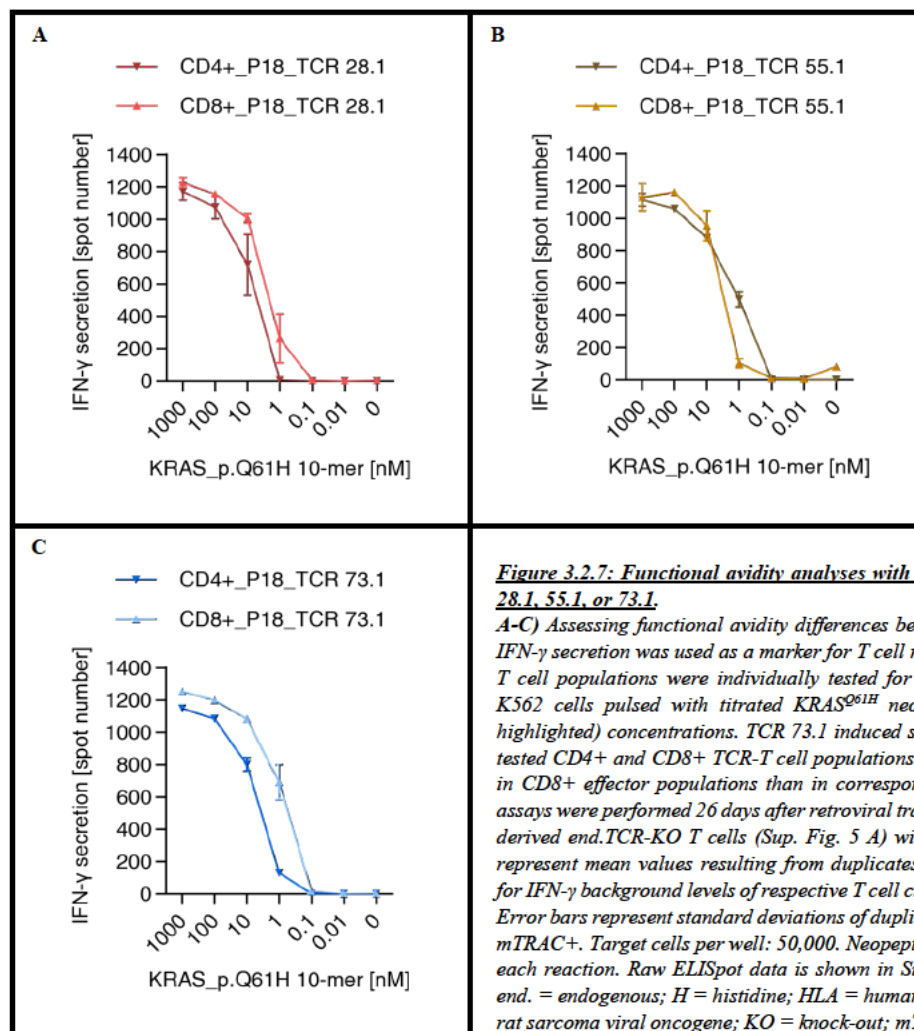 A
CD4+_P18_TCR 28.1
CD8+_P18_TCR 28.1
IFN-γ secretion [spot number]
1400
1200
1000
800
600
400
200
0
1000 100 10 1 0.1 0.01 0
KRAS_p.Q61H 10-mer [nM]
B
CD4+_P18_TCR 55.1
CD8+_P18_TCR 55.1
IFN-γ secretion [spot number]
1400
1200
1000
800
600
400
200
0
1000 100 10 1 0.1 0.01 0
KRAS_p.Q61H 10-mer [nM]
C
CD4+_P18_TCR 73.1
CD8+_P18_TCR 73.1
IFN-γ secretion [spot number]
1400
1200
1000
800
600
400
200
0
1000 100 10 1 0.1 0.01 0
KRAS_p.Q61H 10-mer [nM]
Figure 3.2.7: Functional avidity analyses with
28.1, 55.1, or 73.1.
A-C) Assessing functional avidity differences be
IFN-γ secretion was used as a marker for T cell r
T cell populations were individually tested for
K562 cells pulsed with titrated KRAS^Q61H neo
highlighted) concentrations. TCR 73.1 induced s
tested CD4+ and CD8+ TCR-T cell populations
in CD8+ effector populations than in correspon
assays were performed 26 days after retroviral tra
derived end.TCR-KO T cells (Sup. Fig. 5 A) wi
represent mean values resulting from duplicates
for IFN-γ background levels of respective T cell c
Error bars represent standard deviations of dupli
mTRAC+. Target cells per well: 50,000. Neopep
each reaction. Raw ELISpot data is shown in S
end. = endogenous; H = histidine; HLA = human
rat sarcoma viral oncogene; KO = knock-out; m